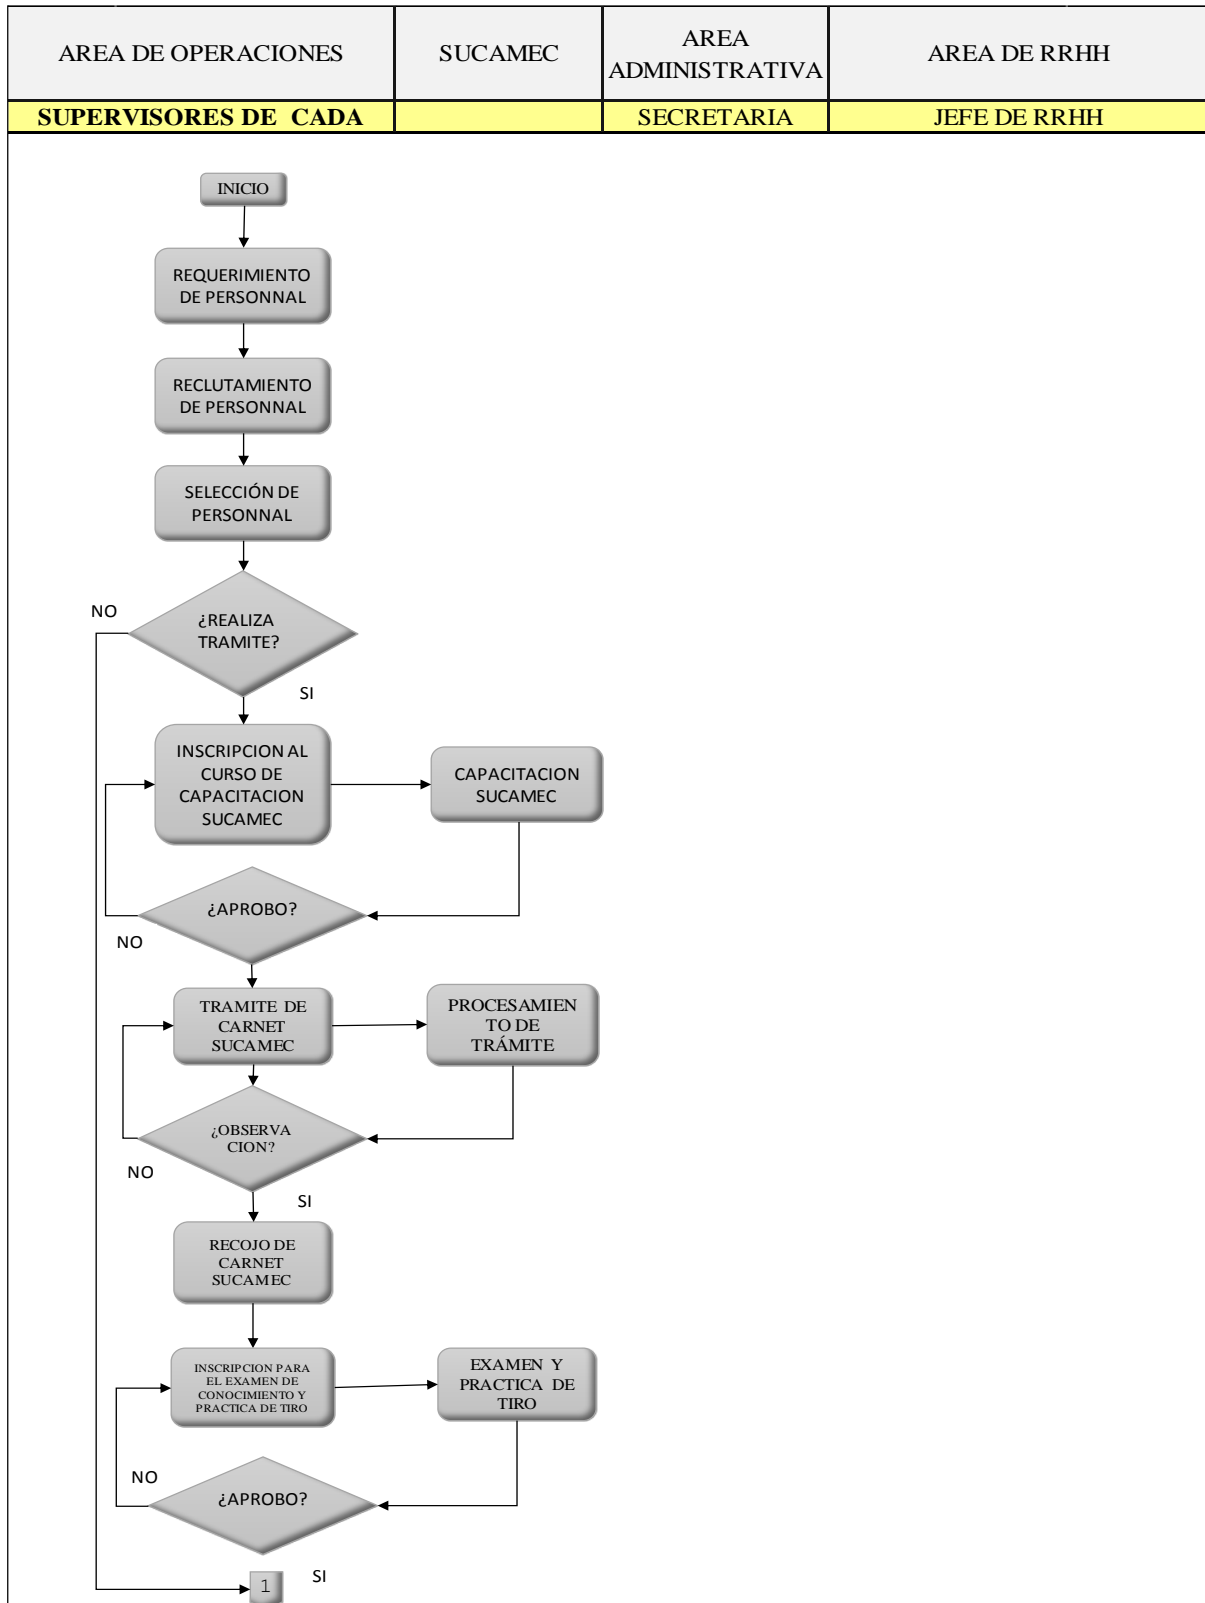 AREA DE OPERACIONES
SUCAMEC
AREA
ADMINISTRATIVA
AREA DE RRHH
SUPERVISORES DE CADA
SECRETARIA
JEFE DE RRHH
INICIO
REQUERIMIENTO
DE PERSONNAL
RECLUTAMIENTO
DE PERSONNAL
SELECCIÓN DE
PERSONNAL
NO
¿REALIZA
TRAMITE?
SI
INSCRIPCION AL
CURSO DE
CAPACITACION
SUCAMEC
CAPACITACION
SUCAMEC
¿APROBO?
NO
TRAMITE DE
CARNET
SUCAMEC
PROCESAMIEN
TO DE
TRÁMITE
¿OBSERVA
CION?
NO
SI
RECOJO DE
CARNET
SUCAMEC
INSCRIPCION PARA
EL EXAMEN DE
CONOCIMIENTO Y
PRACTICA DE TIRO
EXAMEN Y
PRACTICA DE
TIRO
NO
¿APROBO?
SI
1